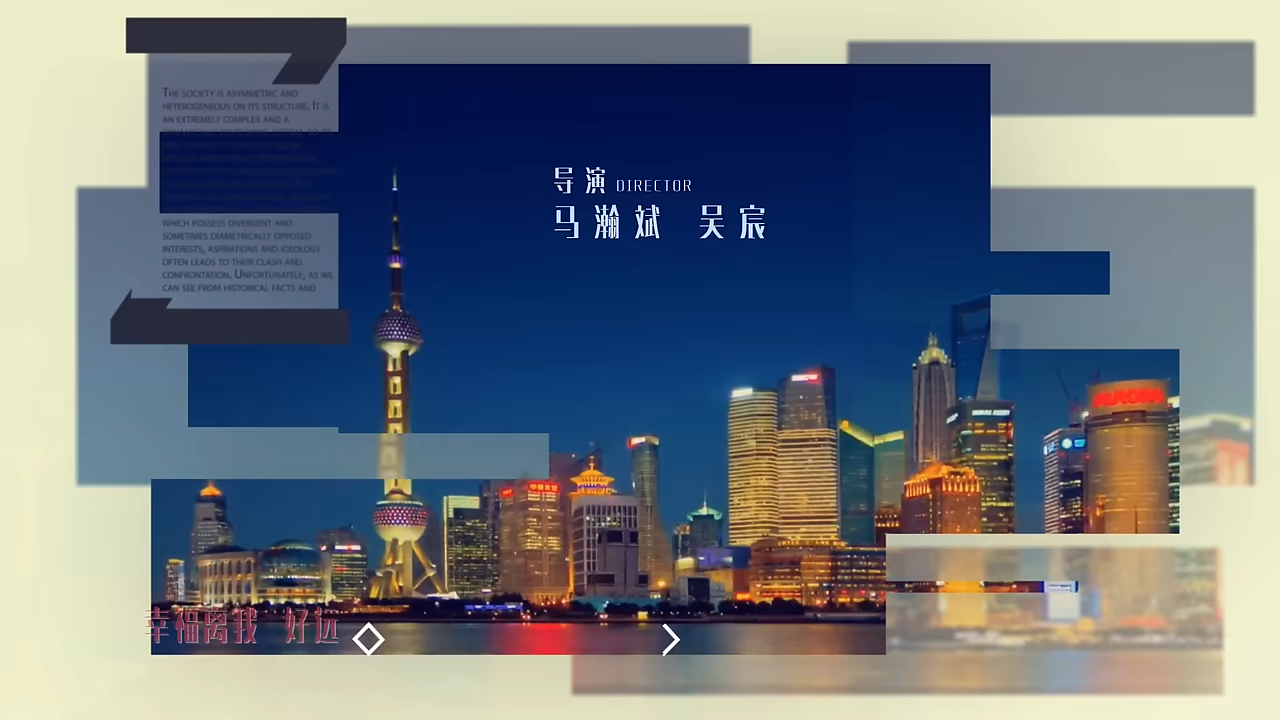 THE SOCIETY IS ASYMMETRIC AND
HETEROGENEOUS ON ITS STRUCTURE. IT IS
AN EXTREMELY COMPLEX AND A
WHICH POSSESS DIVERGENT AND
SOMETIMES DIAMETRICALLY OPPOSED
INTERESTS, ASPIRATIONS AND IDEOLOGY
OFTEN LEADS TO THEIR CLASH AND
CONFRONTATION. UNFORTUNATELY, AS WE
CAN SEE FROM HISTORICAL FACTS AND
导演 DIRECTOR
马瀚斌 吴宸
AURORA
幸福离我 好远